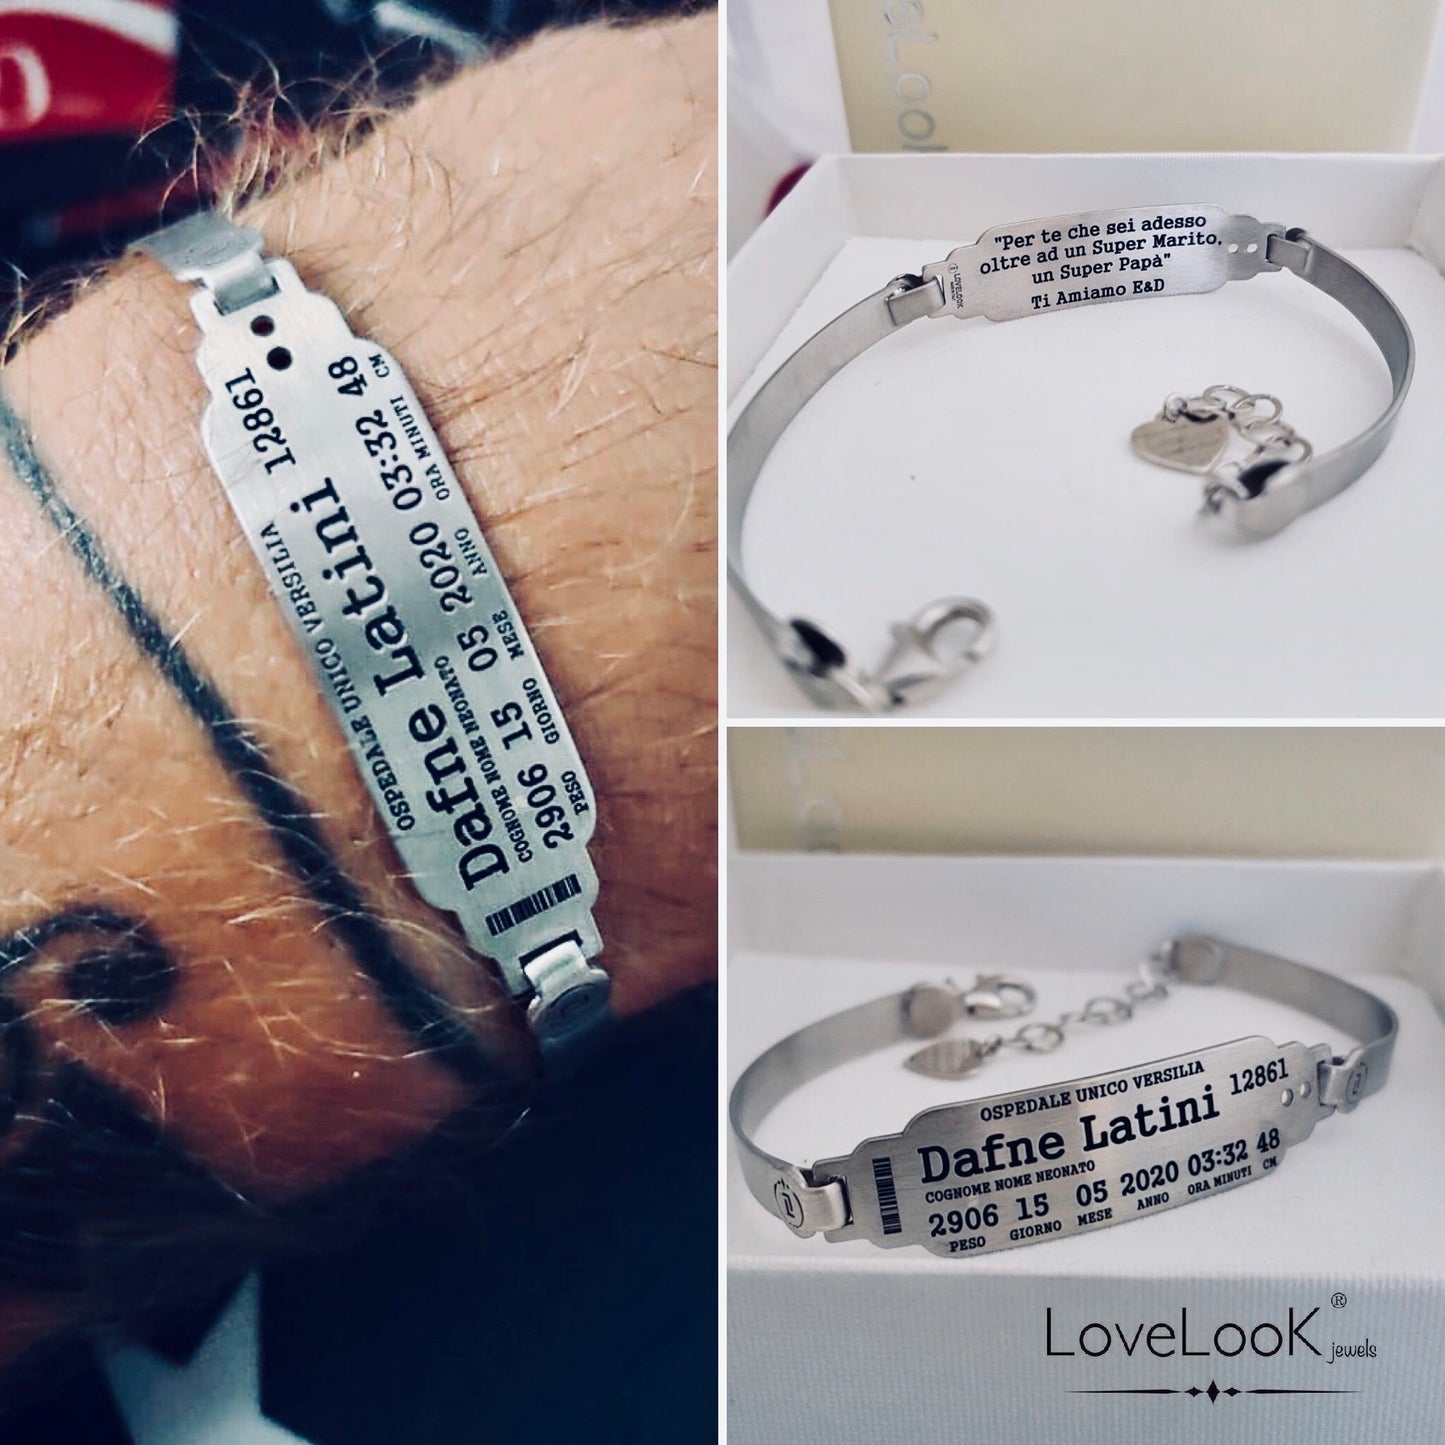 OSPEDALE UNICO VERSILIA
12861
Dafne Latini
COGNOME NOME NEONATO
2906 15 05 2020 03:32 48
PESO GIORNO MESE ANNO ORA MINUTI CM
"Per te che sei adesso
oltre ad un Super Marito,
un Super Papà"
Ti Amiamo E&D
LOVELOOK
OSPEDALE UNICO VERSILIA
12861
Dafne Latini
COGNOME NOME NEONATO
2906 15 05 2020 03:32 48
PESO GIORNO MESE ANNO ORA MINUTI CM
LoveLooK®
jewels